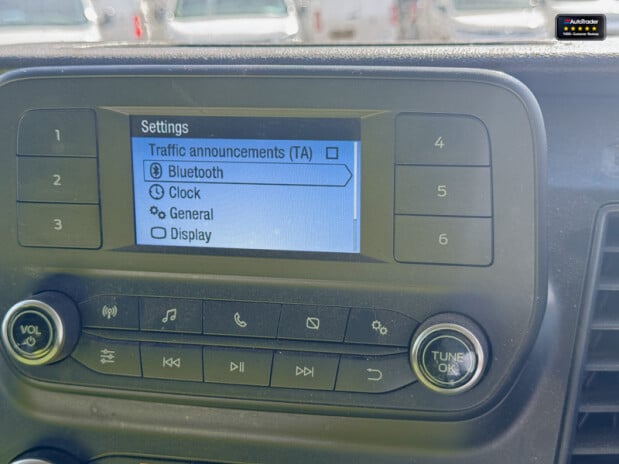 AutoTrader
Settings
Traffic announcements (TA)
Bluetooth
Clock
General
Display
1
2
3
4
5
6
VOL
TUNE
OK